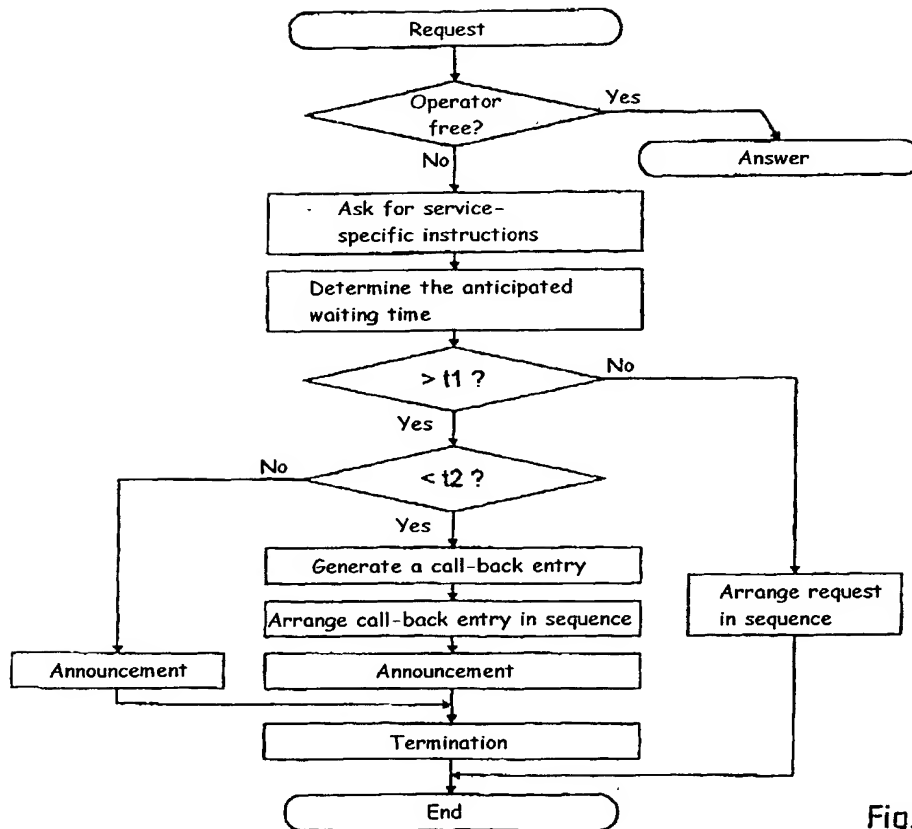 Request
Operator
free?
Yes
Answer
No
Ask for service-
specific instructions
Determine the anticipated
waiting time
> t1 ?
No
Yes
< t2 ?
No
Yes
Generate a call-back entry
Arrange call-back entry in sequence
Arrange request
in sequence
Announcement
Announcement
Termination
End
Fig.